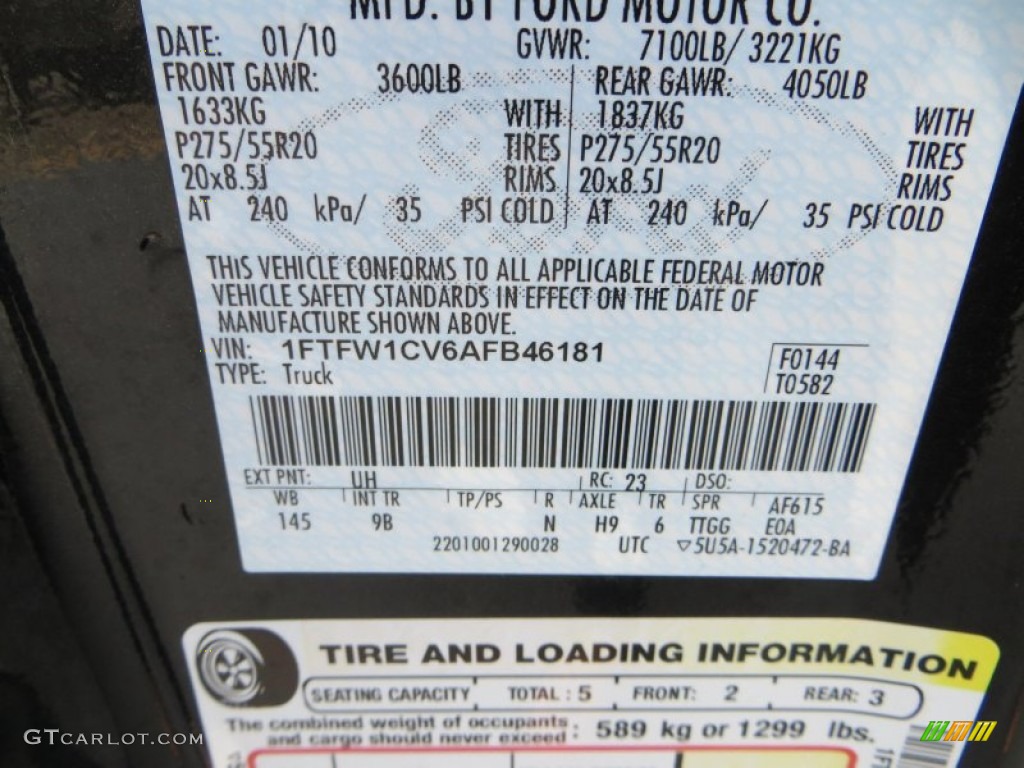 MFD. BY FORD MOTOR CO.
DATE: 01/10 GVWR: 7100LB/ 3221KG
FRONT GAWR: 3600LB REAR GAWR: 4050LB
1633KG WITH 1837KG WITH
P275/55R20 TIRES P275/55R20 TIRES
20x8.5J RIMS 20x8.5J RIMS
AT 240 kPa/ 35 PSI COLD AT 240 kPa/ 35 PSI COLD
THIS VEHICLE CONFORMS TO ALL APPLICABLE FEDERAL MOTOR
VEHICLE SAFETY STANDARDS IN EFFECT ON THE DATE OF
MANUFACTURE SHOWN ABOVE.
VIN: 1FTFW1CV6AFB46181
F0144
TYPE: Truck
T0582
EXT PNT: UH RC: 23 DSO:
WB INT TR TP/PS R AXLE TR SPR AF615
145 9B N H9 6 TTGG E0A
2201001290028 UTC ▽5U5A-1520472-BA
TIRE AND LOADING INFORMATION
SEATING CAPACITY TOTAL : 5 FRONT: 2 REAR: 3
The combined weight of occupants
and cargo should never exceed : 589 kg or 1299 lbs.
GTCARLOT.COM